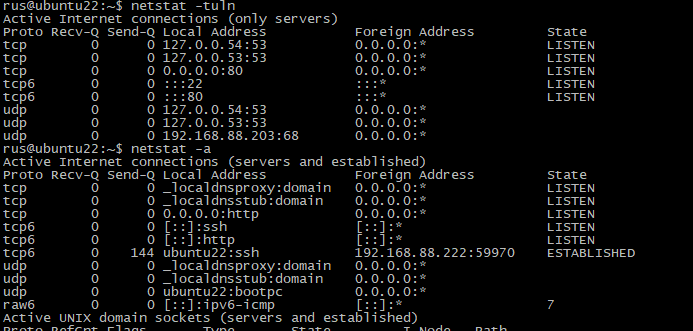 rus@ubuntu22:~$ netstat -tuln
Active Internet connections (only servers)
Proto Recv-Q Send-Q Local Address Foreign Address State
tcp 0 0 127.0.0.54:53 0.0.0.0:* LISTEN
tcp 0 0 127.0.0.53:53 0.0.0.0:* LISTEN
tcp 0 0 0.0.0.0:80 0.0.0.0:* LISTEN
tcp6 0 0 :::22 :::* LISTEN
tcp6 0 0 :::80 :::* LISTEN
udp 0 0 127.0.0.54:53 0.0.0.0:*
udp 0 0 127.0.0.53:53 0.0.0.0:*
udp 0 0 192.168.88.203:68 0.0.0.0:*
rus@ubuntu22:~$ netstat -a
Active Internet connections (servers and established)
Proto Recv-Q Send-Q Local Address Foreign Address State
tcp 0 0 _localdnsproxy:domain 0.0.0.0:* LISTEN
tcp 0 0 _localdnsstub:domain 0.0.0.0:* LISTEN
tcp 0 0 0.0.0.0:http 0.0.0.0:* LISTEN
tcp6 0 0 [::]:ssh [::]:* LISTEN
tcp6 0 0 [::]:http [::]:* LISTEN
tcp6 0 144 ubuntu22:ssh 192.168.88.222:59970 ESTABLISHED
udp 0 0 _localdnsproxy:domain 0.0.0.0:*
udp 0 0 _localdnsstub:domain 0.0.0.0:*
udp 0 0 ubuntu22:bootpc 0.0.0.0:*
raw6 0 0 [::]:ipv6-icmp [::]:* 7
Active UNIX domain sockets (servers and established)
Proto RefCnt Flags Type State I-Node Path